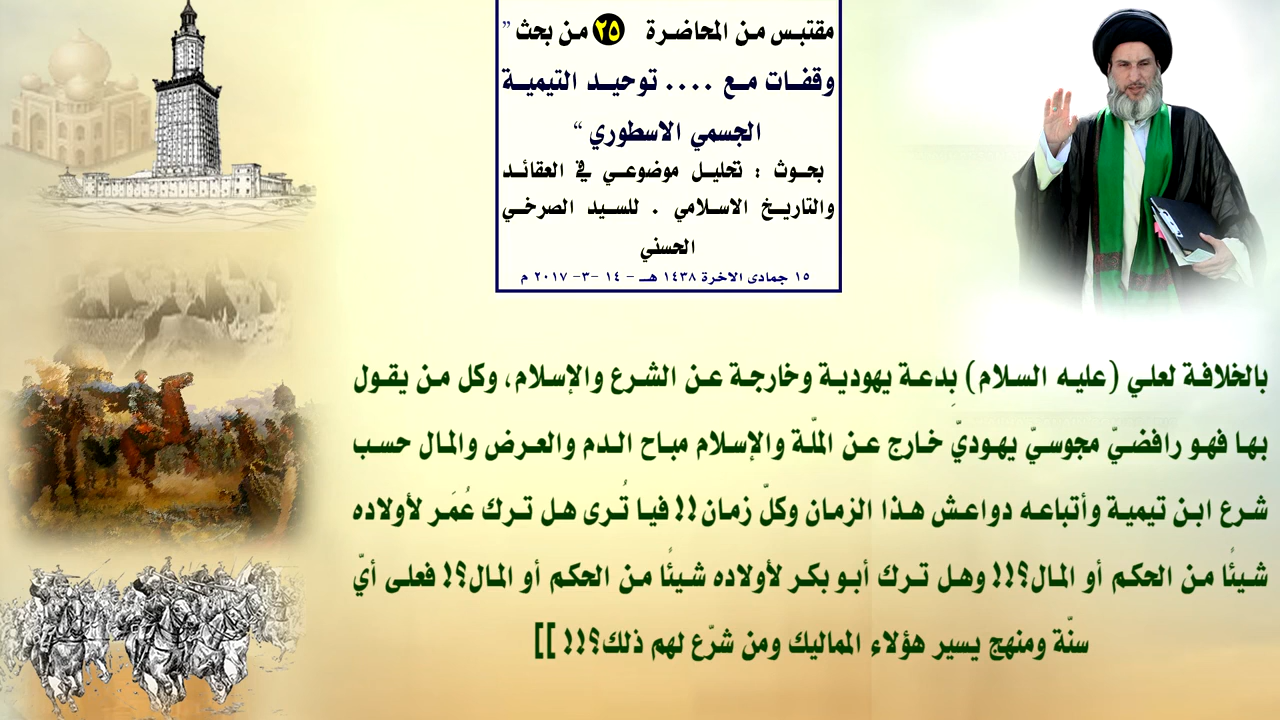 مقتبس من المحاضرة ٢٥ من بحث "
وقفات مع .... توحيد التيمية
الجسمي الاسطوري "
بحوث : تحليل موضوعي في العقائد
والتاريخ الاسلامي . للسيد الصرخي
الحسني
١٥ جمادى الاخرة ١٤٣٨ هـ - ١٤ -٣- ٢٠١٧ م
بالخلافة لعلي (عليه السلام) بِدعة يهودية وخارجة عن الشرع والإسلام، وكل من يقول
بها فهو رافضيّ مجوسيّ يهوديّ خارج عن الملّة والإسلام مباح الدم والعرض والمال حسب
شرع ابن تيمية وأتباعه دواعش هذا الزمان وكلّ زمان!! فيا تُرى هل ترك عُمَر لأولاده
شيئًا من الحكم أو المال؟!! وهل ترك أبو بكر لأولاده شيئًا من الحكم أو المال؟! فعلى أيّ
سنّة ومنهج يسير هؤلاء المماليك ومن شرّع لهم ذلك؟!! ]]